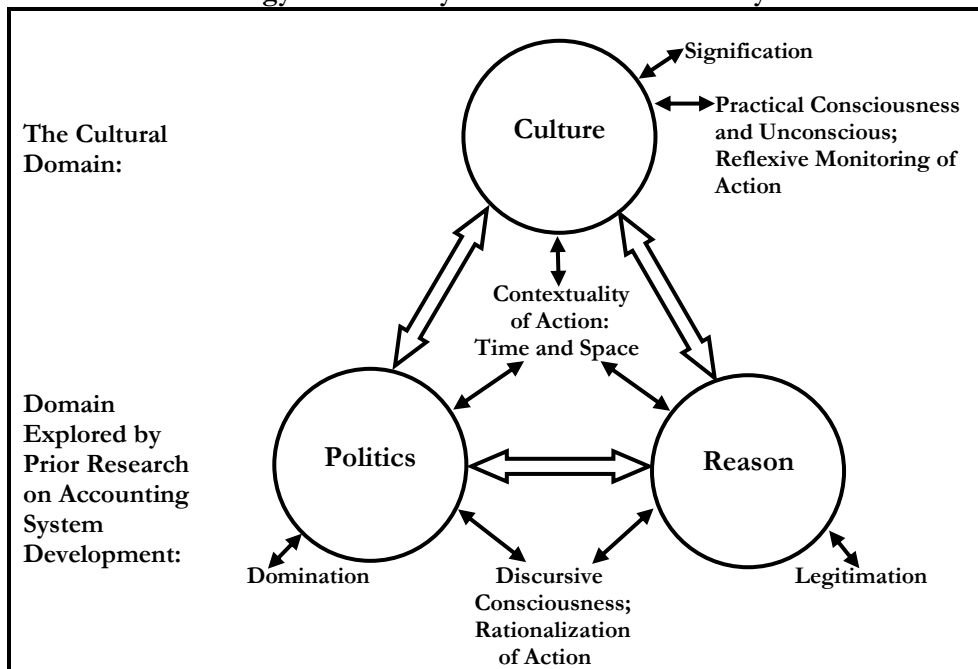 Signification
Practical Consciousness
and Unconscious;
Reflexive Monitoring of
Action
Culture
The Cultural
Domain:
Contextuality
of Action:
Time and Space
Domain
Explored by
Prior Research
on Accounting
System
Development:
Politics
Reason
Domination
Discursive
Consciousness;
Rationalization
of Action
Legitimation